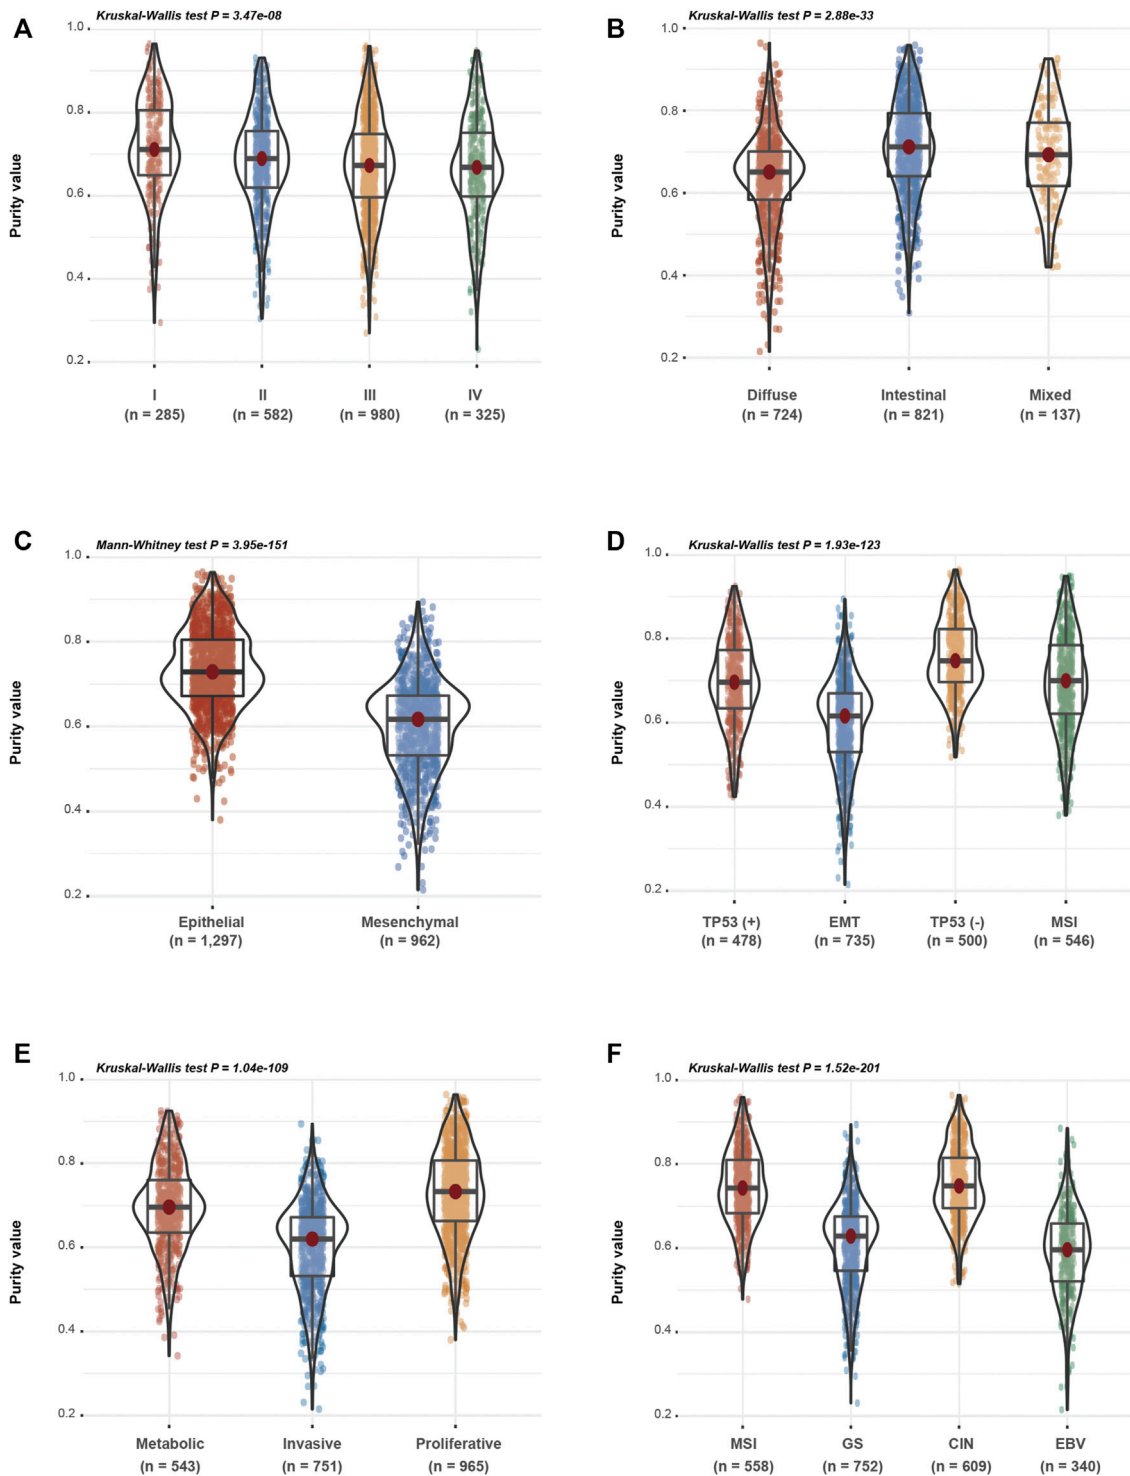 A
Kruskal-Wallis test P = 3.47e-08
Purity value
1.0
0.8
0.6
0.4
0.2
I
(n = 285)
II
(n = 582)
III
(n = 980)
IV
(n = 325)
B
Kruskal-Wallis test P = 2.88e-33
Purity value
1.0
0.8
0.6
0.4
0.2
Diffuse
(n = 724)
Intestinal
(n = 821)
Mixed
(n = 137)
C
Mann-Whitney test P = 3.95e-151
Purity value
1.0
0.8
0.6
0.4
0.2
Epithelial
(n = 1,297)
Mesenchymal
(n = 962)
D
Kruskal-Wallis test P = 1.93e-123
Purity value
1.0
0.8
0.6
0.4
0.2
TP53 (+)
(n = 478)
EMT
(n = 735)
TP53 (-)
(n = 500)
MSI
(n = 546)
E
Kruskal-Wallis test P = 1.04e-109
Purity value
1.0
0.8
0.6
0.4
0.2
Metabolic
(n = 543)
Invasive
(n = 751)
Proliferative
(n = 965)
F
Kruskal-Wallis test P = 1.52e-201
Purity value
1.0
0.8
0.6
0.4
0.2
MSI
(n = 558)
GS
(n = 752)
CIN
(n = 609)
EBV
(n = 340)